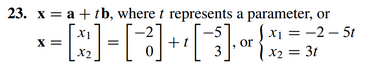 23. x = a + tb, where t represents a parameter, or
x = [x₁ x₂] = [−2 0] + t [−5 3], or { x₁ = −2 − 5t
x₂ = 3t